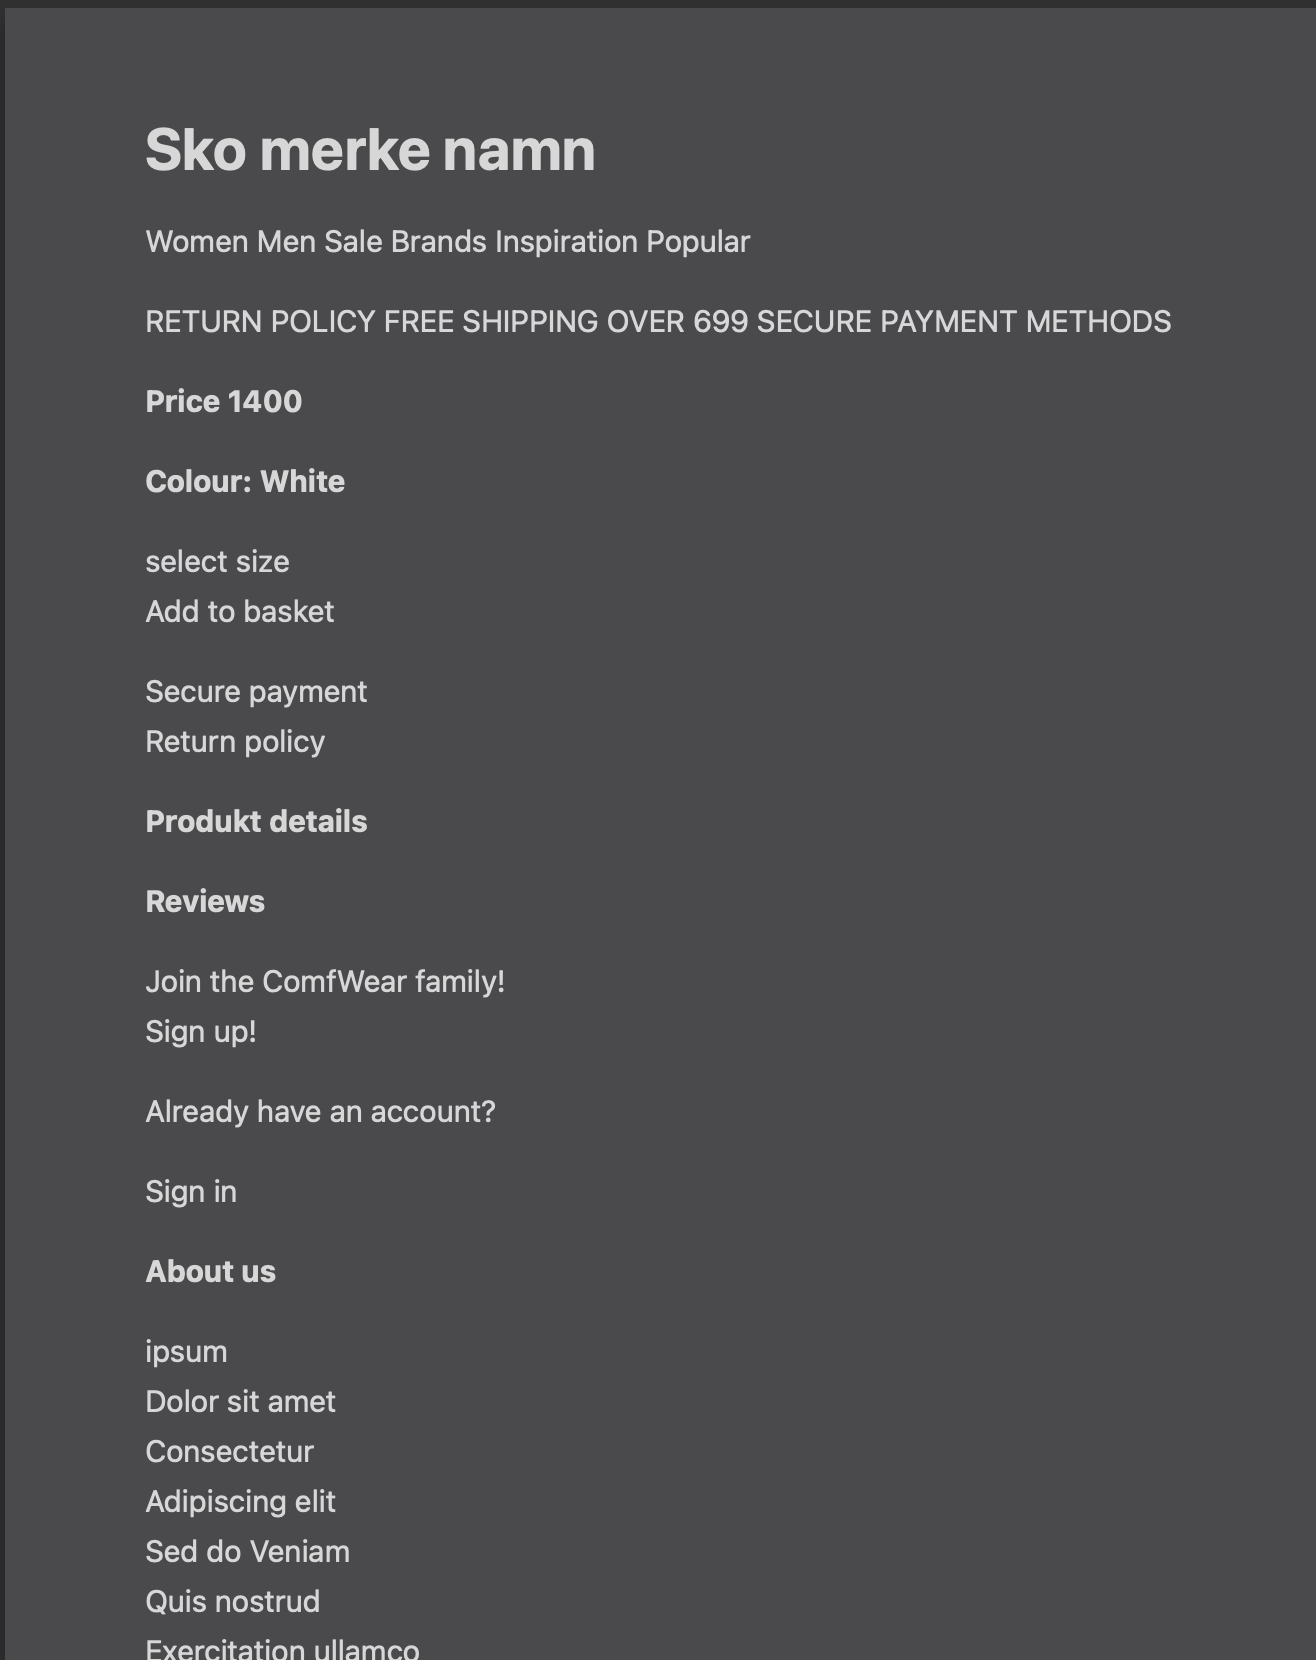 Sko merke namn
Women Men Sale Brands Inspiration Popular
RETURN POLICY FREE SHIPPING OVER 699 SECURE PAYMENT METHODS
Price 1400
Colour: White
select size
Add to basket
Secure payment
Return policy
Produkt details
Reviews
Join the ComfWear family!
Sign up!
Already have an account?
Sign in
About us
ipsum
Dolor sit amet
Consectetur
Adipiscing elit
Sed do Veniam
Quis nostrud
Exercitation ullamco